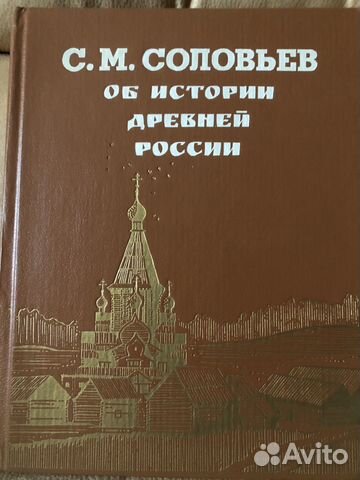 С. М. СОЛОВЬЕВ
ОБ ИСТОРИИ
ДРЕВНЕЙ
РОССИИ
Avito